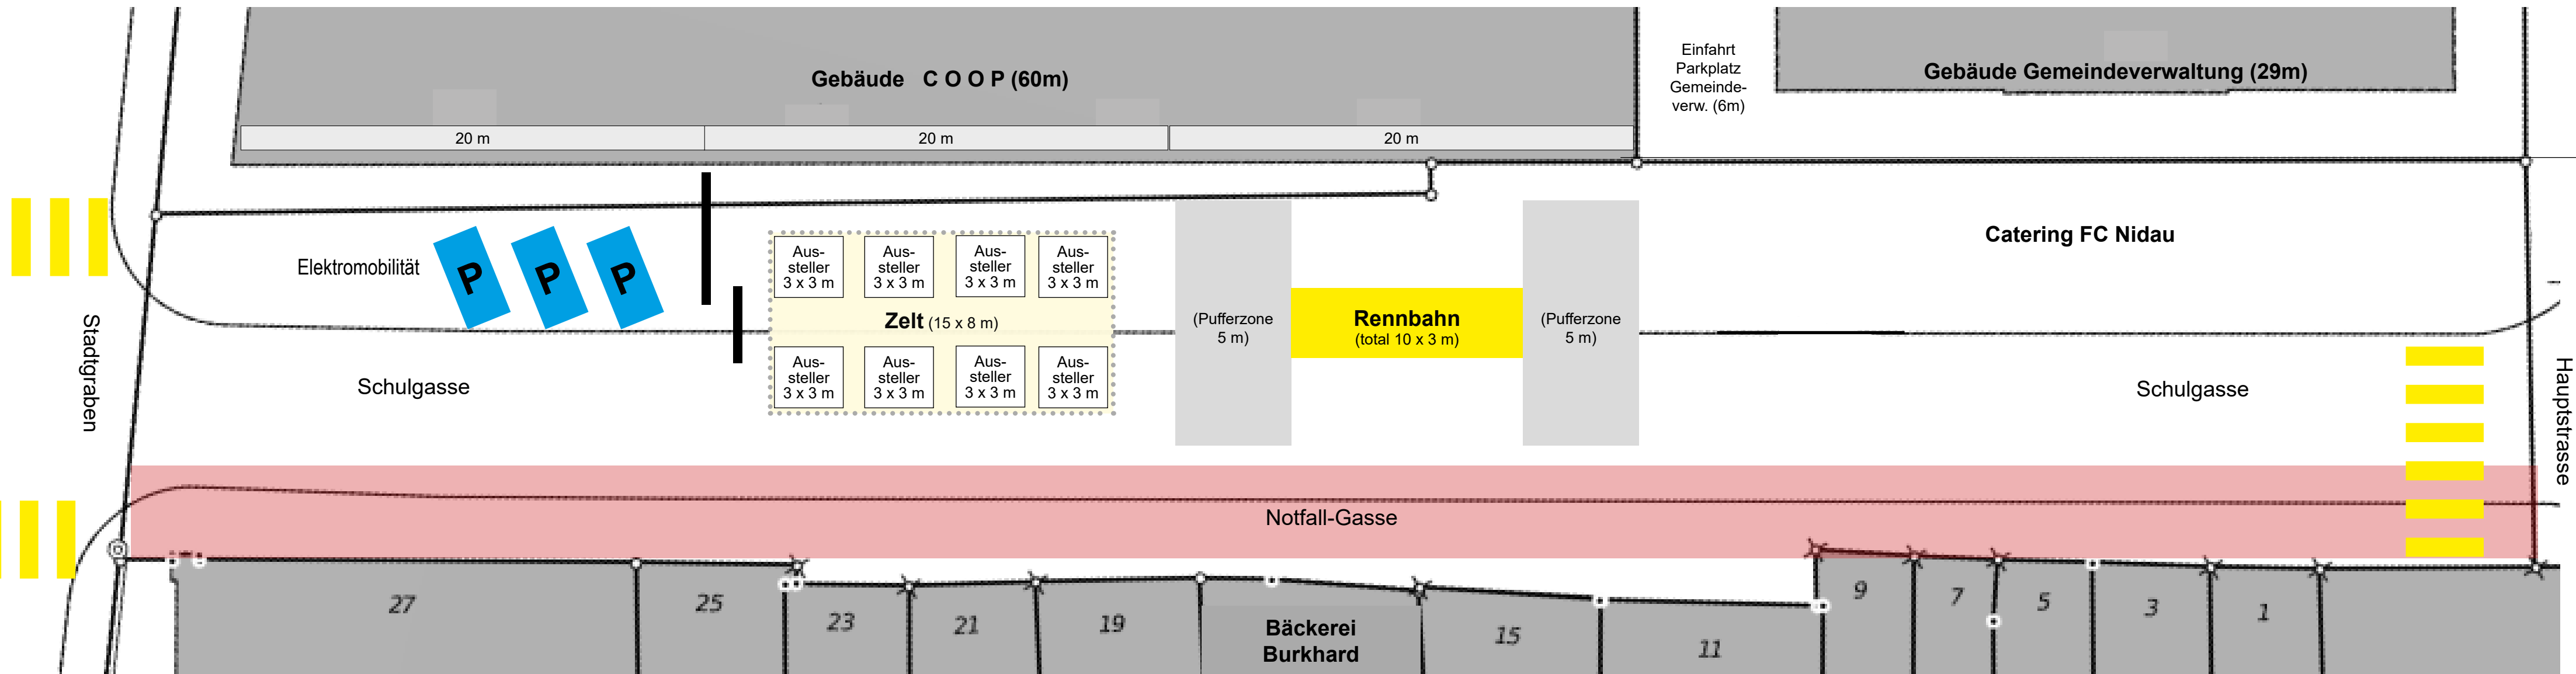 Gebäude C O O P (60m)
Einfahrt
Parkplatz
Gemeinde-
verw. (6m)
Gebäude Gemeindeverwaltung (29m)
20 m
20 m
20 m
Catering FC Nidau
Elektromobilität
P
P
P
Aus-
steller
3 x 3 m
Aus-
steller
3 x 3 m
Aus-
steller
3 x 3 m
Aus-
steller
3 x 3 m
Zelt (15 x 8 m)
Aus-
steller
3 x 3 m
Aus-
steller
3 x 3 m
Aus-
steller
3 x 3 m
Aus-
steller
3 x 3 m
(Pufferzone
5 m)
Rennbahn
(total 10 x 3 m)
(Pufferzone
5 m)
Stadtgraben
Schulgasse
Schulgasse
Hauptstrasse
Notfall-Gasse
27
25
23
21
19
Bäckerei
Burkhard
15
11
9
7
5
3
1